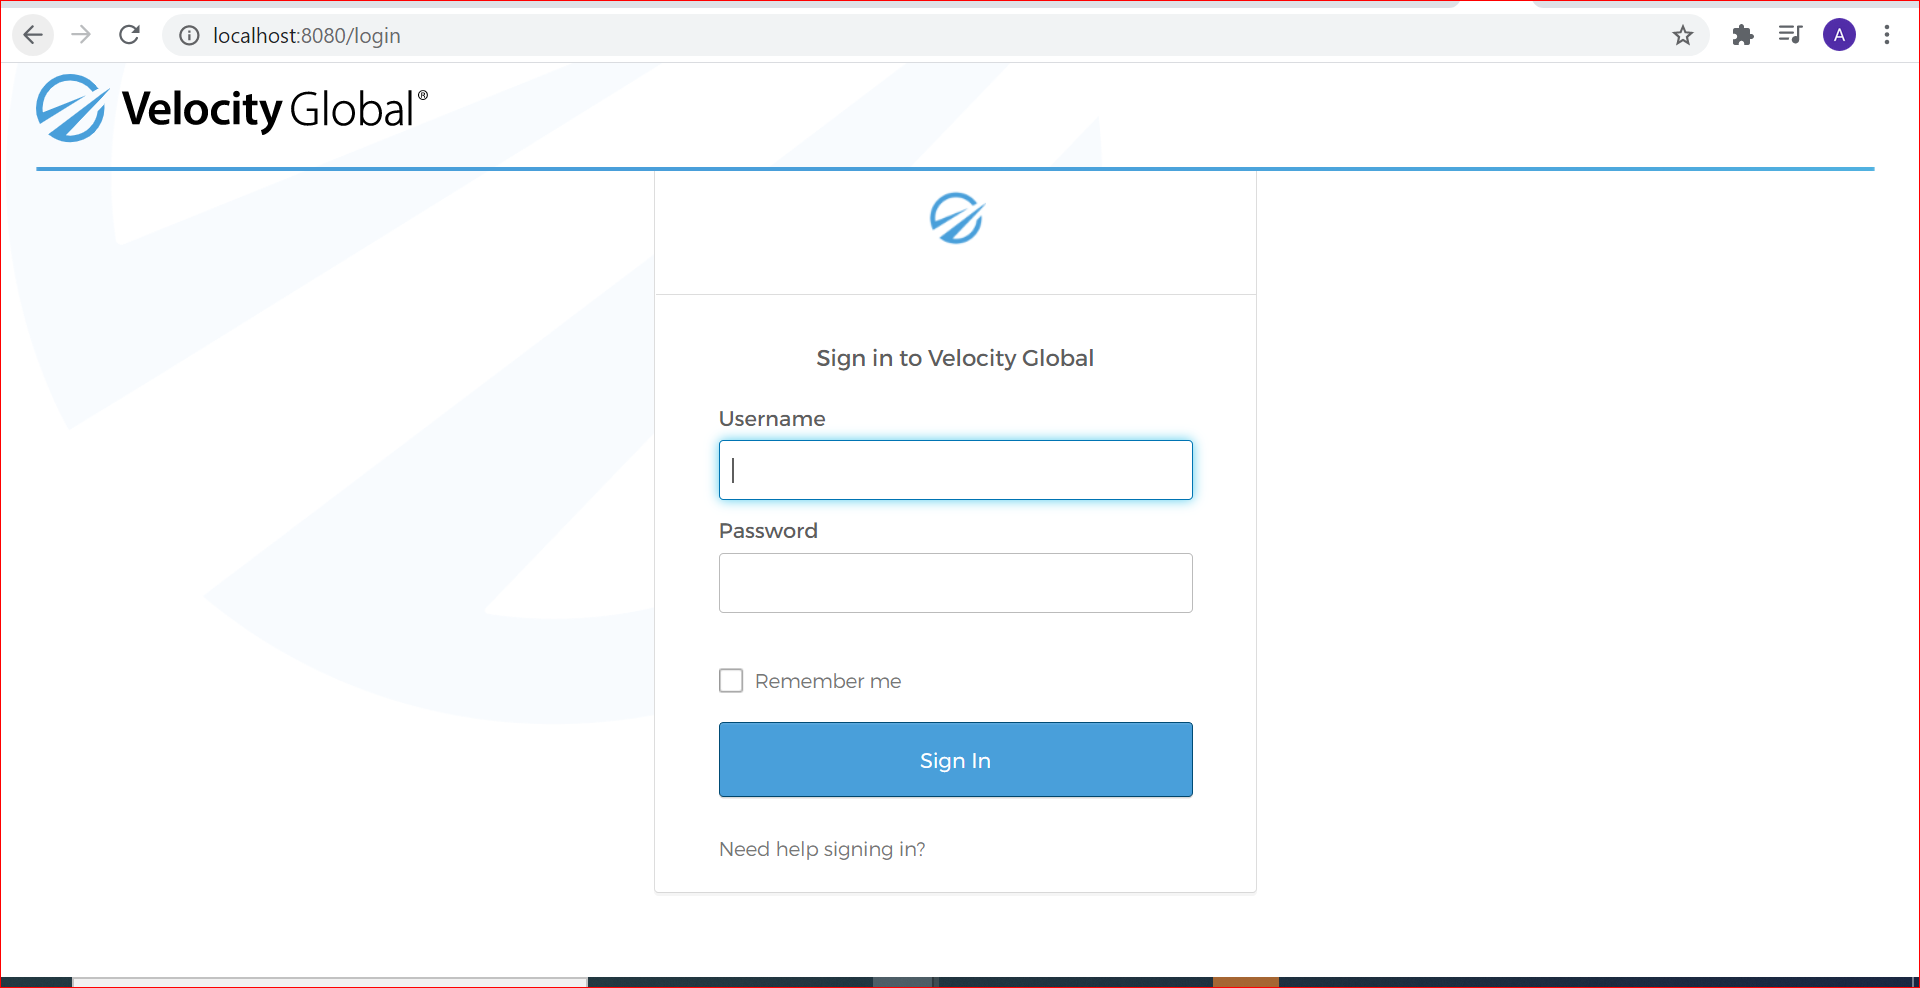 localhost:8080/login
A
Velocity Global®
Sign in to Velocity Global
Username
Password
Remember me
Sign In
Need help signing in?